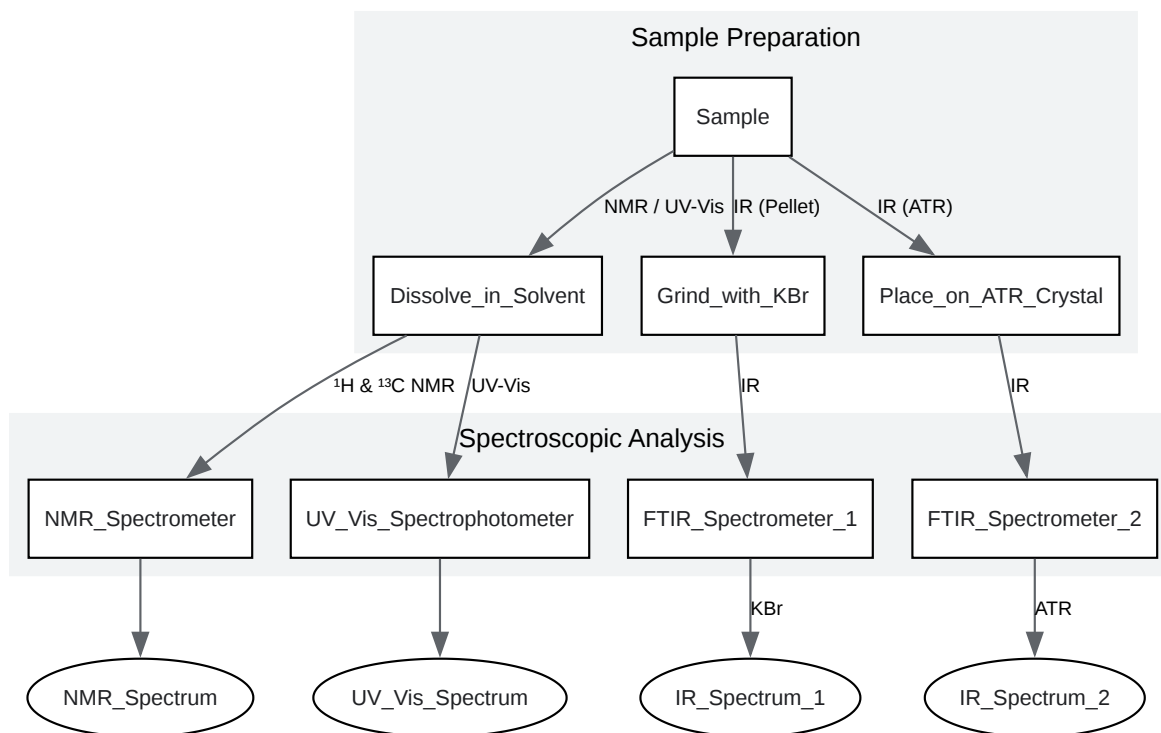 Sample Preparation
Sample
NMR / UV-Vis
IR (Pellet)
IR (ATR)
Dissolve_in_Solvent
Grind_with_KBr
Place_on_ATR_Crystal
¹H & ¹³C NMR
UV-Vis
IR
IR
Spectroscopic Analysis
NMR_Spectrometer
UV_Vis_Spectrophotometer
FTIR_Spectrometer_1
FTIR_Spectrometer_2
KBr
ATR
NMR_Spectrum
UV_Vis_Spectrum
IR_Spectrum_1
IR_Spectrum_2